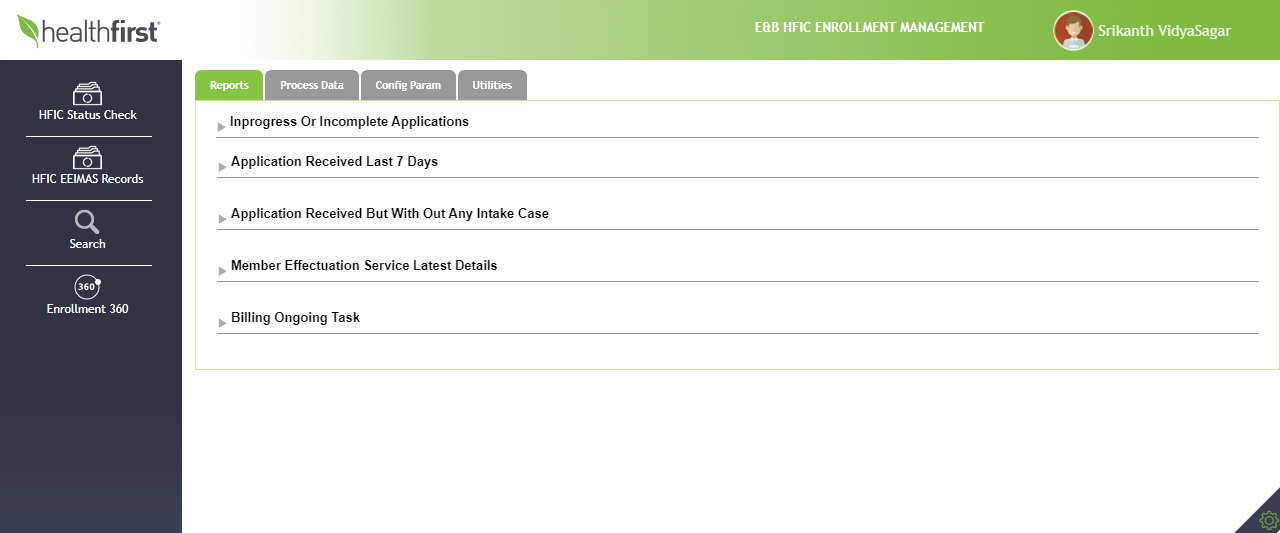 healthfirst
E&B HFIC ENROLLMENT MANAGEMENT
Srikanth VidyaSagar
HFIC Status Check
HFIC EEIMAS Records
Search
360
Enrollment 360
Reports
Process Data
Config Param
Utilities
Inprogress Or Incomplete Applications
Application Received Last 7 Days
Application Received But With Out Any Intake Case
Member Effectuation Service Latest Details
Billing Ongoing Task